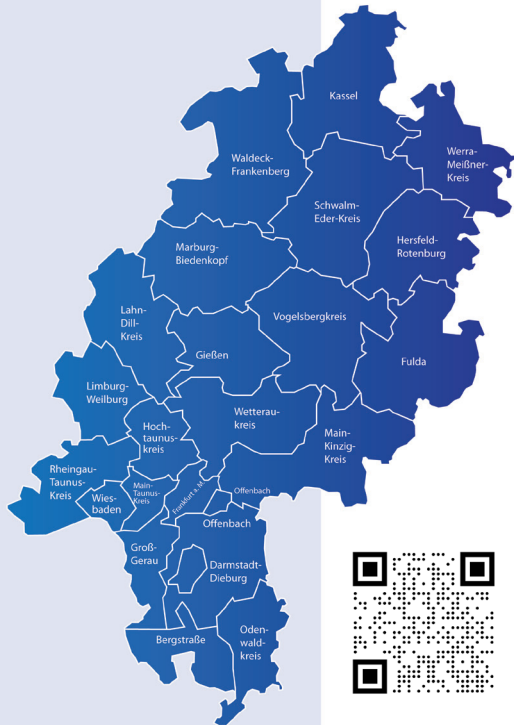 Kassel
Werra-
Meißner-
Kreis
Waldeck-
Frankenberg
Schwalm-
Eder-Kreis
Hersfeld-
Rotenburg
Marburg-
Biedenkopf
Lahn-
Dill-
Kreis
Vogelsbergkreis
Gießen
Fulda
Limburg-
Weilburg
Wetterau-
kreis
Hoch-
taunus-
kreis
Main-
Kinzig-
Kreis
Rheingau-
Taunus-
Kreis
Main-
Taunus-
Kreis
Wies-
baden
Frankfurt a. M.
Offenbach
Offenbach
Groß-
Gerau
Darmstadt-
Dieburg
Bergstraße
Oden-
wald-
kreis